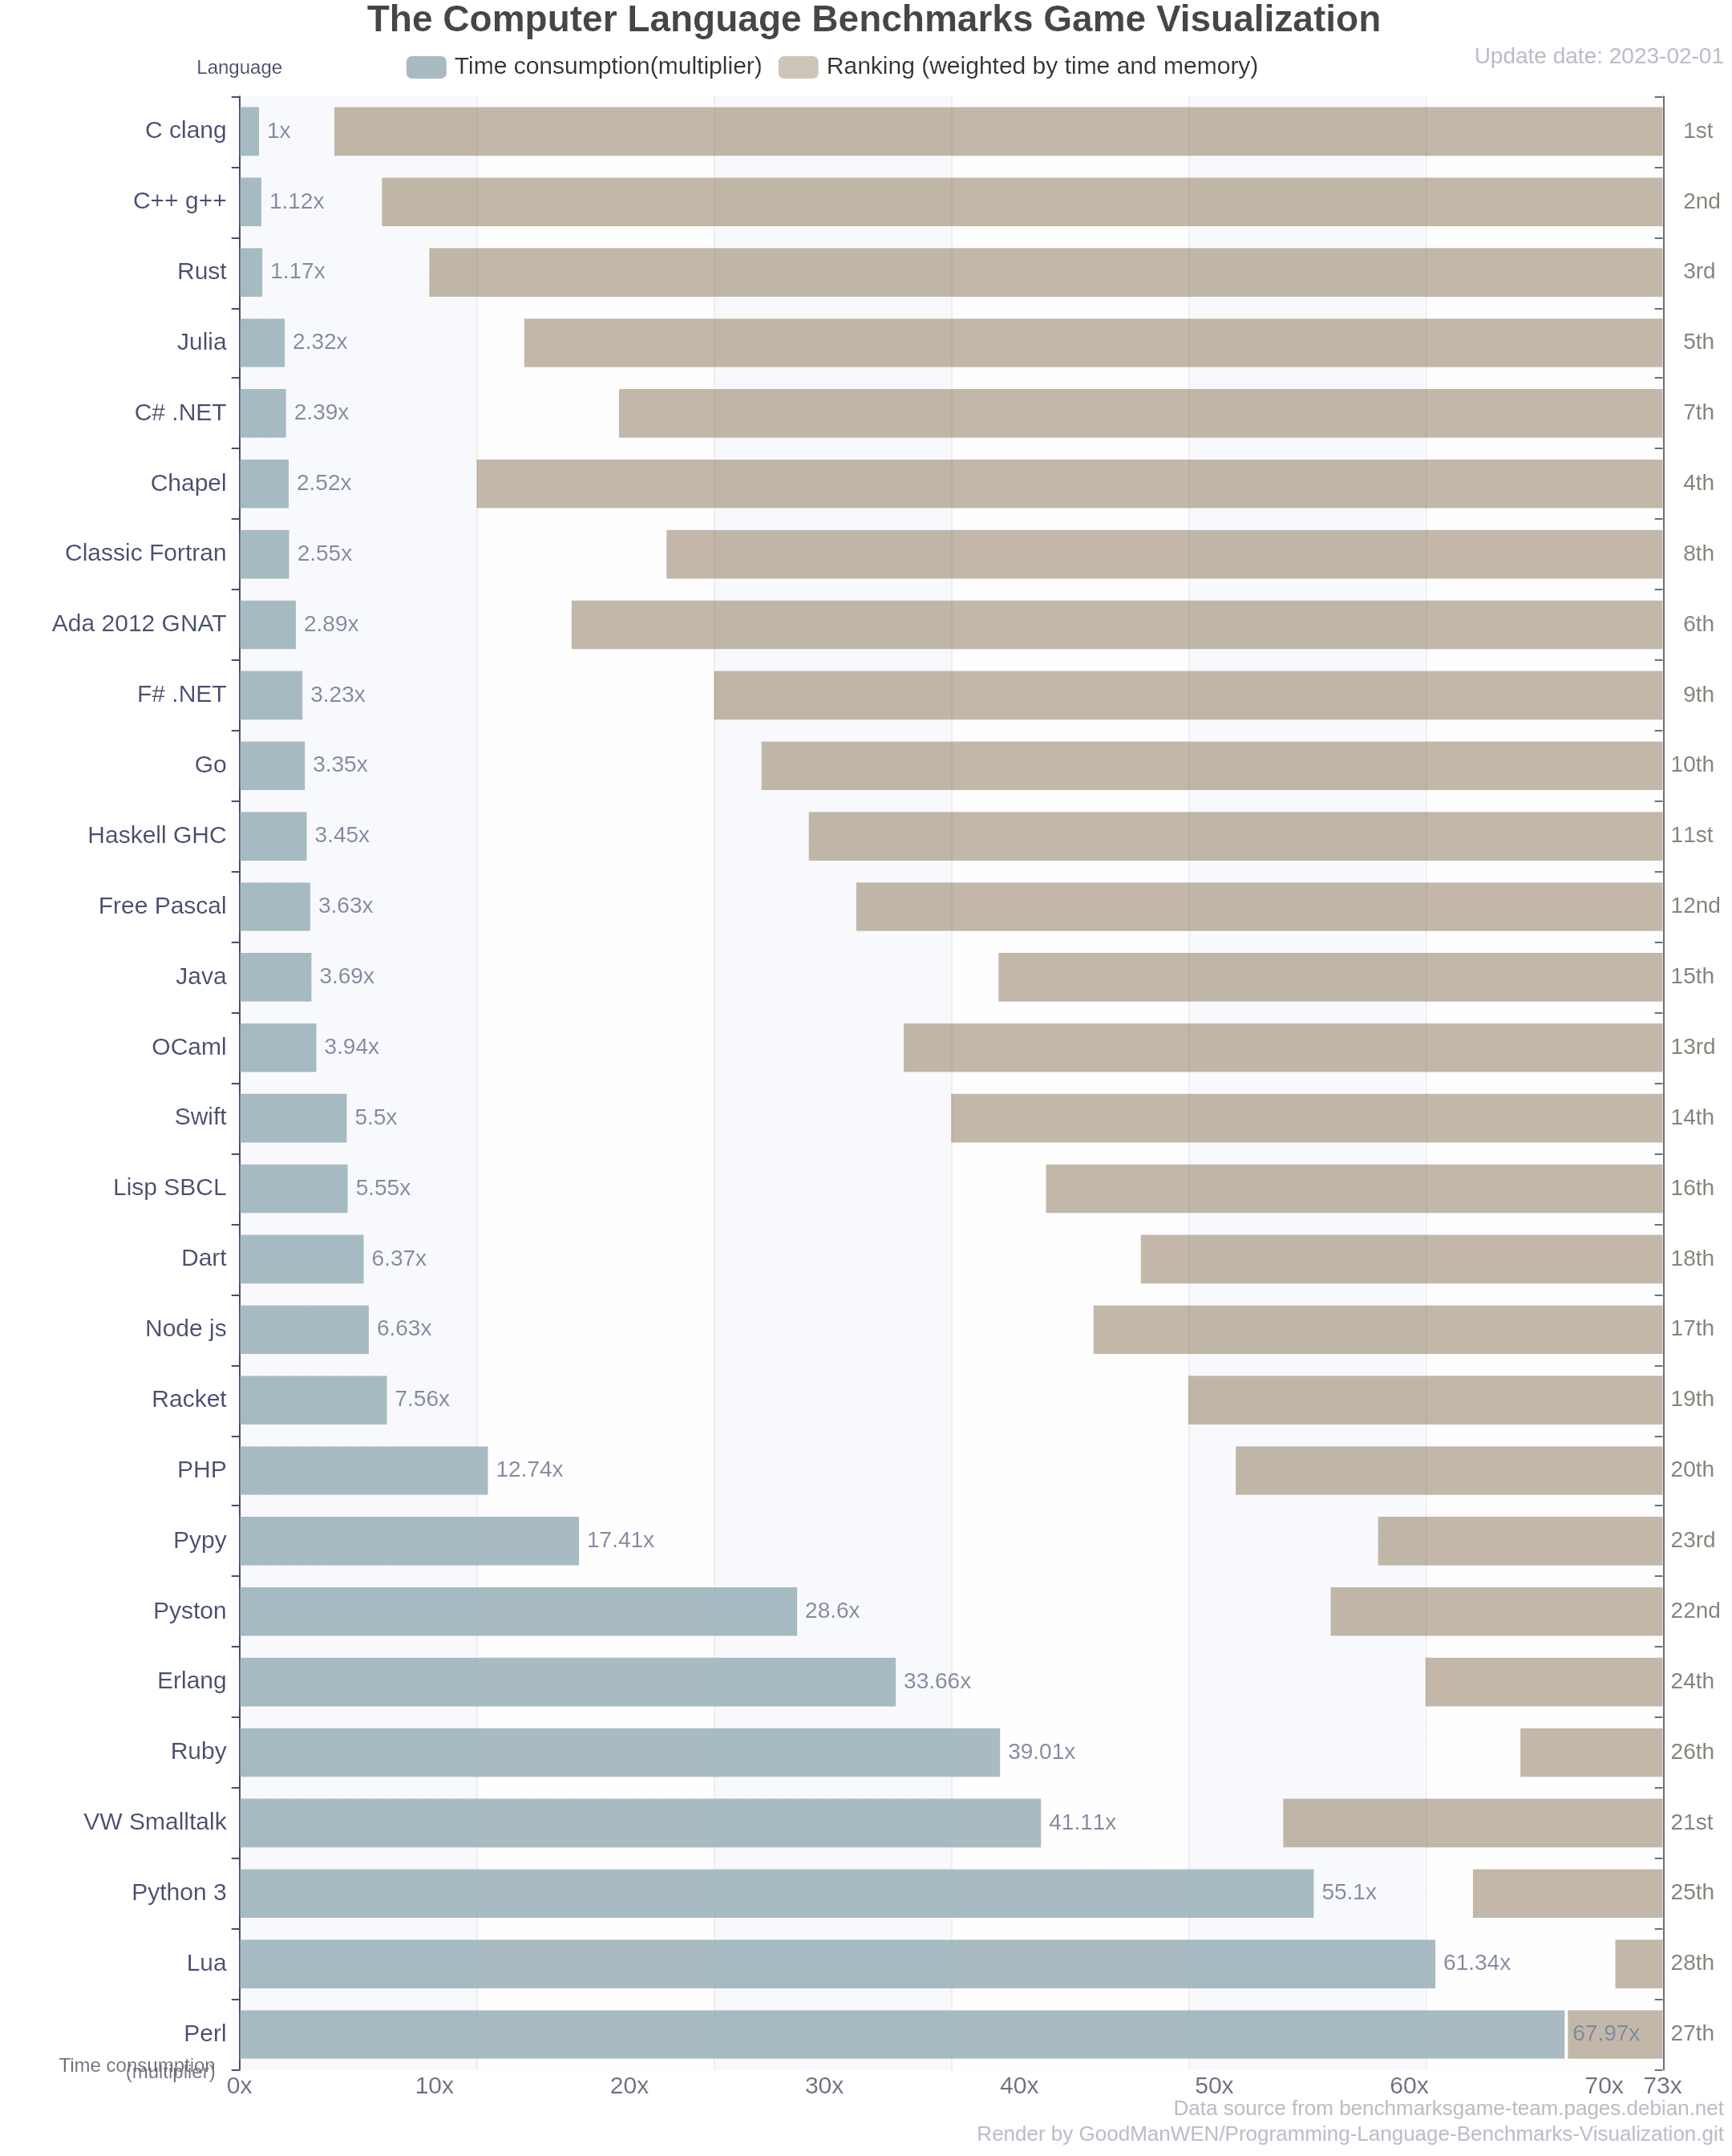 The Computer Language Benchmarks Game Visualization
Language Time consumption(multiplier) Ranking (weighted by time and memory) Update date: 2023-02-01
C clang 1x 1st
C++ g++ 1.12x 2nd
Rust 1.17x 3rd
Julia 2.32x 5th
C# .NET 2.39x 7th
Chapel 2.52x 4th
Classic Fortran 2.55x 8th
Ada 2012 GNAT 2.89x 6th
F# .NET 3.23x 9th
Go 3.35x 10th
Haskell GHC 3.45x 11st
Free Pascal 3.63x 12nd
Java 3.69x 15th
OCaml 3.94x 13rd
Swift 5.5x 14th
Lisp SBCL 5.55x 16th
Dart 6.37x 18th
Node js 6.63x 17th
Racket 7.56x 19th
PHP 12.74x 20th
Pypy 17.41x 23rd
Pyston 28.6x 22nd
Erlang 33.66x 24th
Ruby 39.01x 26th
VW Smalltalk 41.11x 21st
Python 3 55.1x 25th
Lua 61.34x 28th
Perl 67.97x 27th
Time consumption
(multiplier)
0x 10x 20x 30x 40x 50x 60x 70x 73x
Data source from benchmarksgame-team.pages.debian.net
Render by GoodManWEN/Programming-Language-Benchmarks-Visualization.git